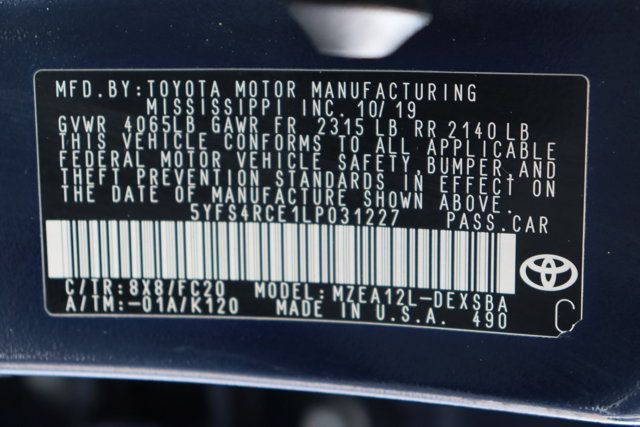 MFD. BY: TOYOTA MOTOR MANUFACTURING
MISSISSIPPI INC. 10/19
GVWR 4065LB GAWR FR 2315 LB RR 2140 LB
THIS VEHICLE CONFORMS TO ALL APPLICABLE
FEDERAL MOTOR VEHICLE SAFETY, BUMPER, AND
THEFT PREVENTION STANDARDS IN EFFECT ON
THE DATE OF MANUFACTURE SHOWN ABOVE.
5YFS4RCE1LP031227 PASS. CAR
C/TR: 8X8/FC20 MODEL: MZEA12L-DEXSBA
A/TM: -01A/K120 MADE IN U.S.A. 490
C